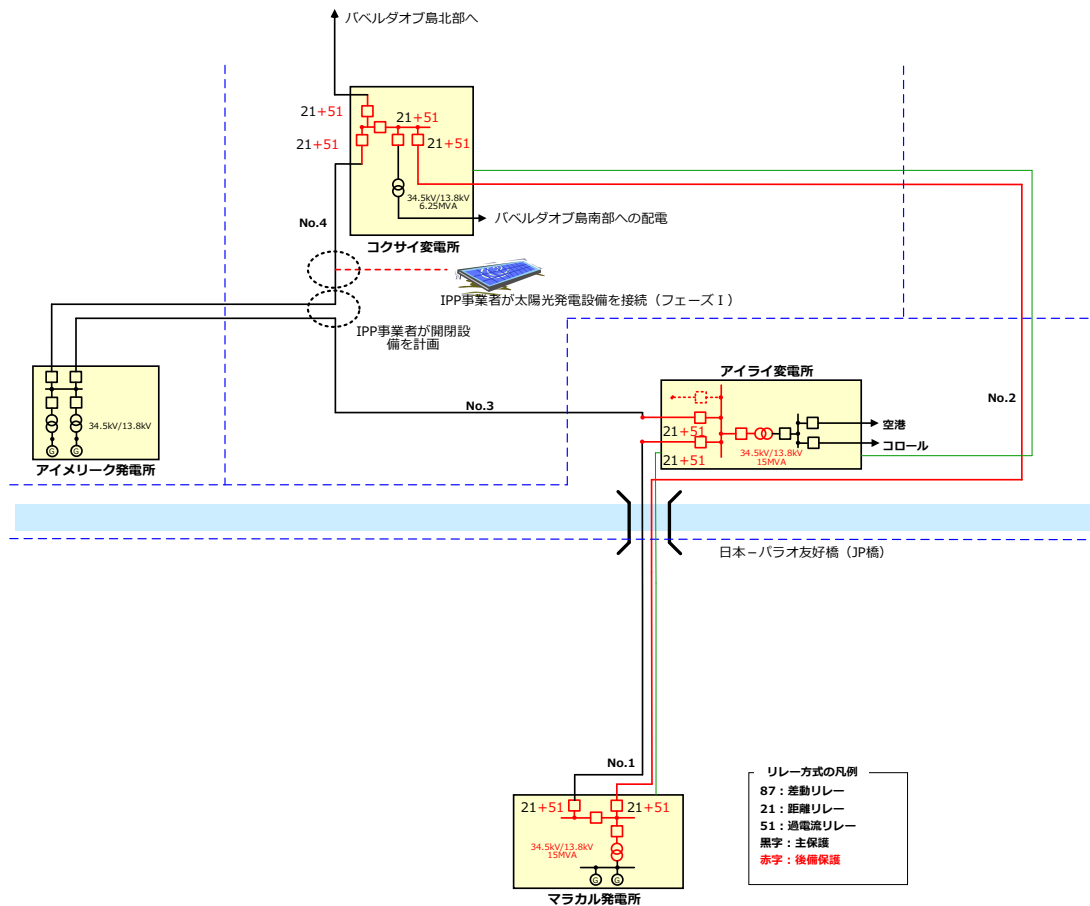 バベルダオブ島北部へ
21+51
21+51
21+51
21+51
34.5kV/13.8kV
6.25MVA
バベルダオブ島南部への配電
No.4
コクサイ変電所
IPP事業者が太陽光発電設備を接続（フェーズⅠ）
IPP事業者が開閉設
備を計画
34.5kV/13.8kV
G
G
アイメリーク発電所
No.3
アイライ変電所
No.2
21+51
21+51
34.5kV/13.8kV
15MVA
空港
コロール
日本－パラオ友好橋（JP橋）
No.1
21+51
21+51
34.5kV/13.8kV
15MVA
G
G
マラカル発電所
リレー方式の凡例
87：差動リレー
21：距離リレー
51：過電流リレー
黒字：主保護
赤字：後備保護